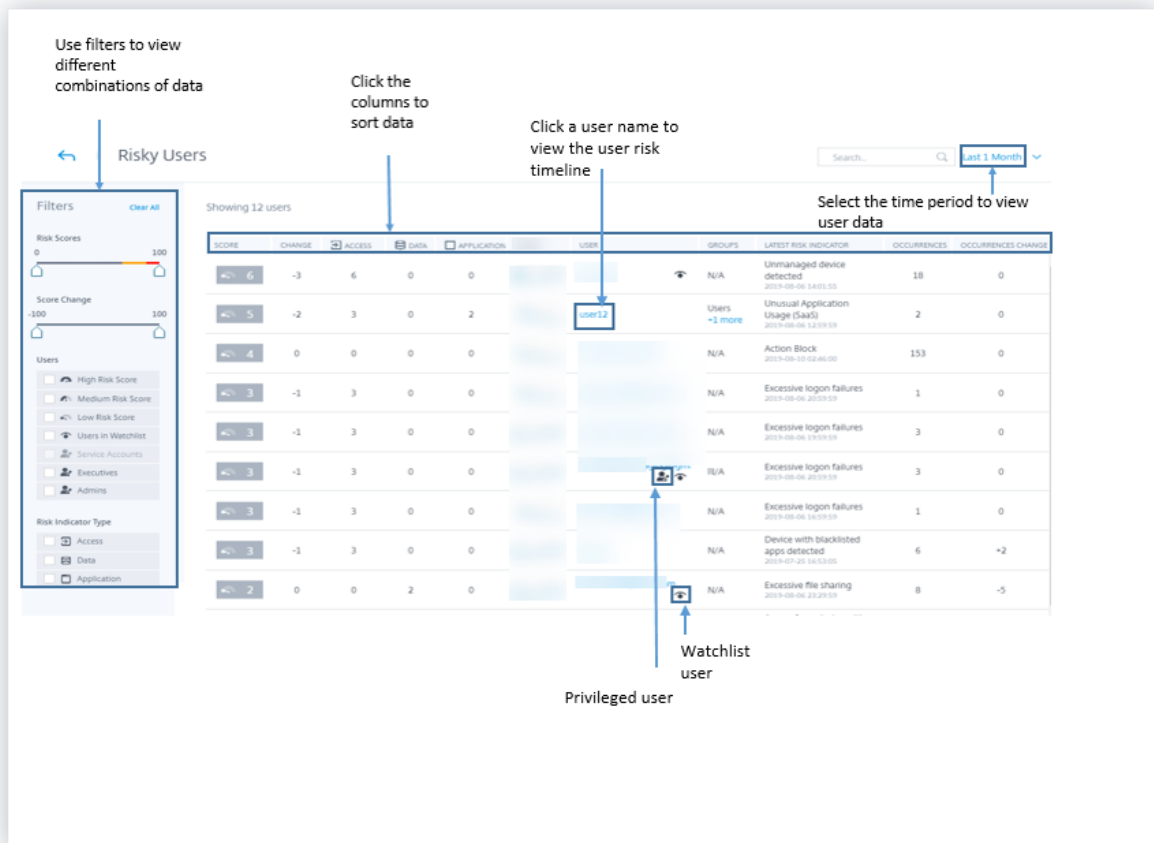 Use filters to view
different
combinations of data
Click the
columns to
sort data
Click a user name to
view the user risk
timeline
Risky Users
Search...
Last 1 Month
Select the time period to view
user data
Filters
Clear All
Showing 12 users
Risk Scores
0 100
Score Change
-100 100
Users
High Risk Score
Medium Risk Score
Low Risk Score
Users in Watchlist
Service Accounts
Executives
Admins
Risk Indicator Type
Access
Data
Application
SCORE CHANGE ACCESS DATA APPLICATION USER GROUPS LATEST RISK INDICATOR OCCURRENCES OCCURRENCES CHANGE
6 -3 6 0 0 N/A Unmanaged device 18 0
detected
2019-08-06 14:01:55
5 -2 3 0 2 user12 Users Unusual Application 2 0
+1 more Usage (SaaS)
2019-08-06 12:59:59
4 0 0 0 0 N/A Action Block 153 0
2019-08-10 02:46:00
3 -1 3 0 0 N/A Excessive logon failures 1 0
2019-08-06 20:59:59
3 -1 3 0 0 N/A Excessive logon failures 3 0
2019-08-06 19:59:59
3 -1 3 0 0 N/A Excessive logon failures 3 0
2019-08-06 20:59:59
3 -1 3 0 0 N/A Excessive logon failures 1 0
2019-08-06 16:59:59
3 -1 3 0 0 N/A Device with blacklisted 6 +2
apps detected
2019-07-25 16:53:05
2 0 0 2 0 N/A Excessive file sharing 8 -5
2019-08-06 23:29:59
Watchlist
user
Privileged user